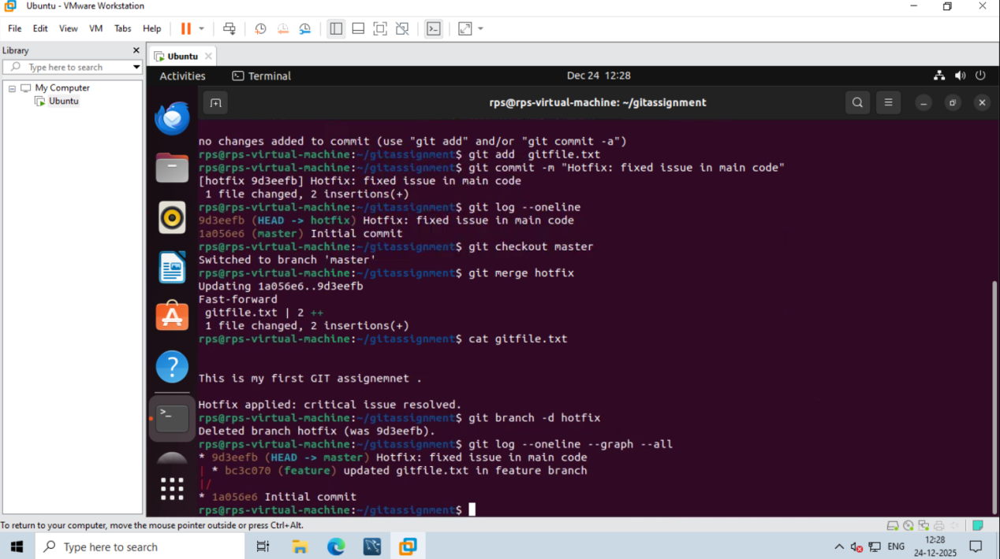 Ubuntu - VMware Workstation
File Edit View VM Tabs Help
Library
Type here to search
My Computer
Ubuntu
Ubuntu
Activities Terminal Dec 24 12:28
rps@rps-virtual-machine: ~/gitassignment
no changes added to commit (use "git add" and/or "git commit -a")
rps@rps-virtual-machine:~/gitassignment$ git add  gitfile.txt
rps@rps-virtual-machine:~/gitassignment$ git commit -m "Hotfix: fixed issue in main code"
[hotfix 9d3eefb] Hotfix: fixed issue in main code
 1 file changed, 2 insertions(+)
rps@rps-virtual-machine:~/gitassignment$ git log --oneline
9d3eefb (HEAD -> hotfix) Hotfix: fixed issue in main code
1a056e6 (master) Initial commit
rps@rps-virtual-machine:~/gitassignment$ git checkout master
Switched to branch 'master'
rps@rps-virtual-machine:~/gitassignment$ git merge hotfix
Updating 1a056e6..9d3eefb
Fast-forward
 gitfile.txt | 2 ++
 1 file changed, 2 insertions(+)
rps@rps-virtual-machine:~/gitassignment$ cat gitfile.txt
This is my first GIT assignemnet .
Hotfix applied: critical issue resolved.
rps@rps-virtual-machine:~/gitassignment$ git branch -d hotfix
Deleted branch hotfix (was 9d3eefb).
rps@rps-virtual-machine:~/gitassignment$ git log --oneline --graph --all
* 9d3eefb (HEAD -> master) Hotfix: fixed issue in main code
| * bc3c070 (feature) updated gitfile.txt in feature branch
|/
* 1a056e6 Initial commit
rps@rps-virtual-machine:~/gitassignment$
To return to your computer, move the mouse pointer outside or press Ctrl+Alt.
Type here to search
ENG
12:28
24-12-2025